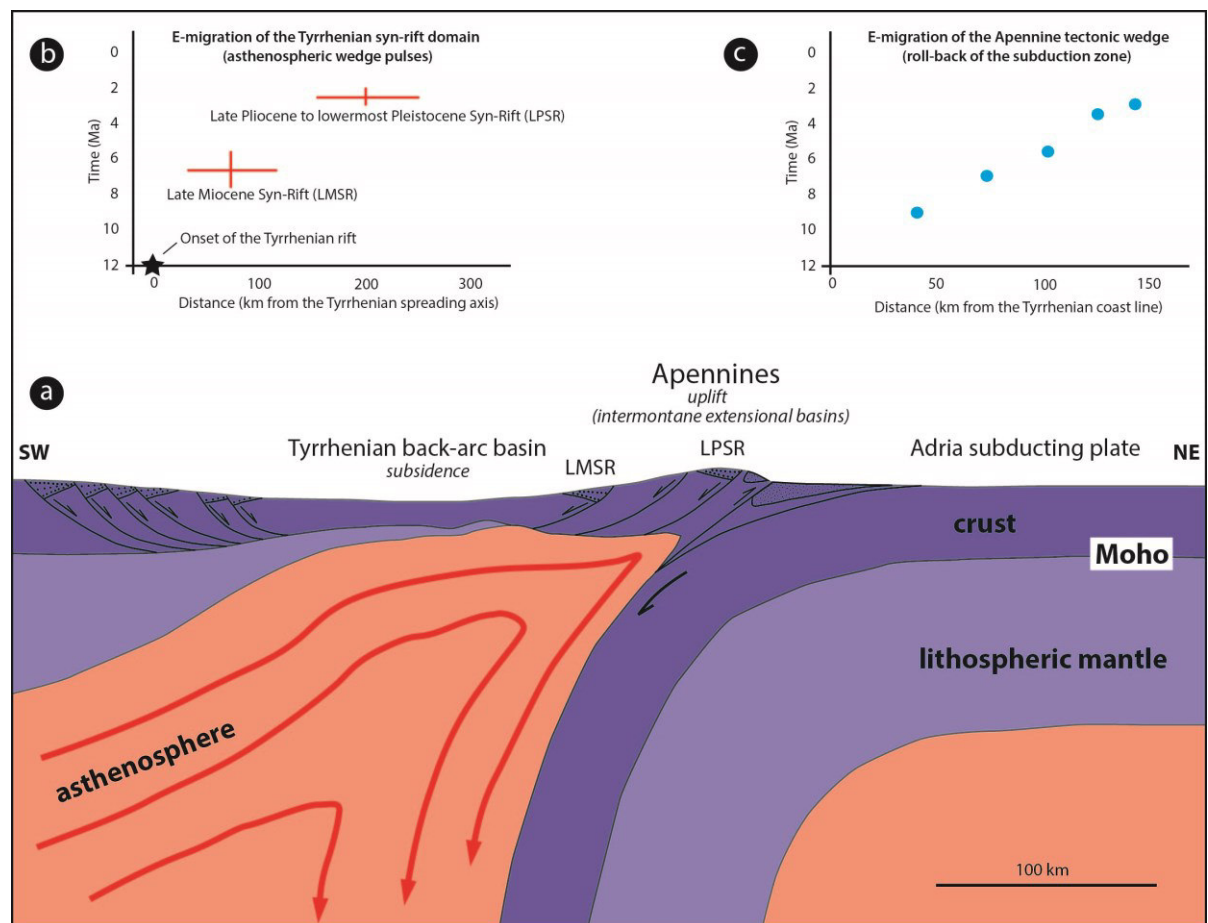 b
E-migration of the Tyrrhenian syn-rift domain
(asthenospheric wedge pulses)
0
2
4
6
8
10
12
Time (Ma)
Late Pliocene to lowermost Pleistocene Syn-Rift (LPSR)
Late Miocene Syn-Rift (LMSR)
Onset of the Tyrrhenian rift
0 100 200 300
Distance (km from the Tyrrhenian spreading axis)
c
E-migration of the Apennine tectonic wedge
(roll-back of the subduction zone)
0
2
4
6
8
10
12
Time (Ma)
0 50 100 150
Distance (km from the Tyrrhenian coast line)
a
Apennines
uplift
(intermontane extensional basins)
SW
Tyrrhenian back-arc basin
subsidence
LMSR
LPSR
Adria subducting plate
NE
crust
Moho
lithospheric mantle
asthenosphere
100 km